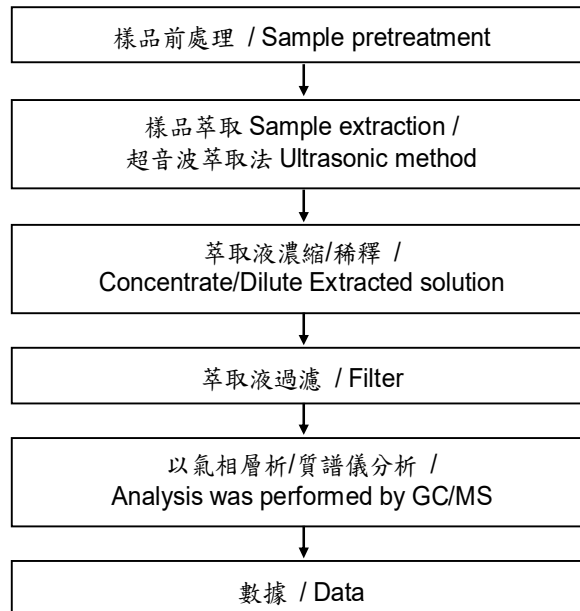 樣品前處理 / Sample pretreatment
樣品萃取 Sample extraction /
超音波萃取法 Ultrasonic method
萃取液濃縮/稀釋 /
Concentrate/Dilute Extracted solution
萃取液過濾 / Filter
以氣相層析/質譜儀分析 /
Analysis was performed by GC/MS
數據 / Data